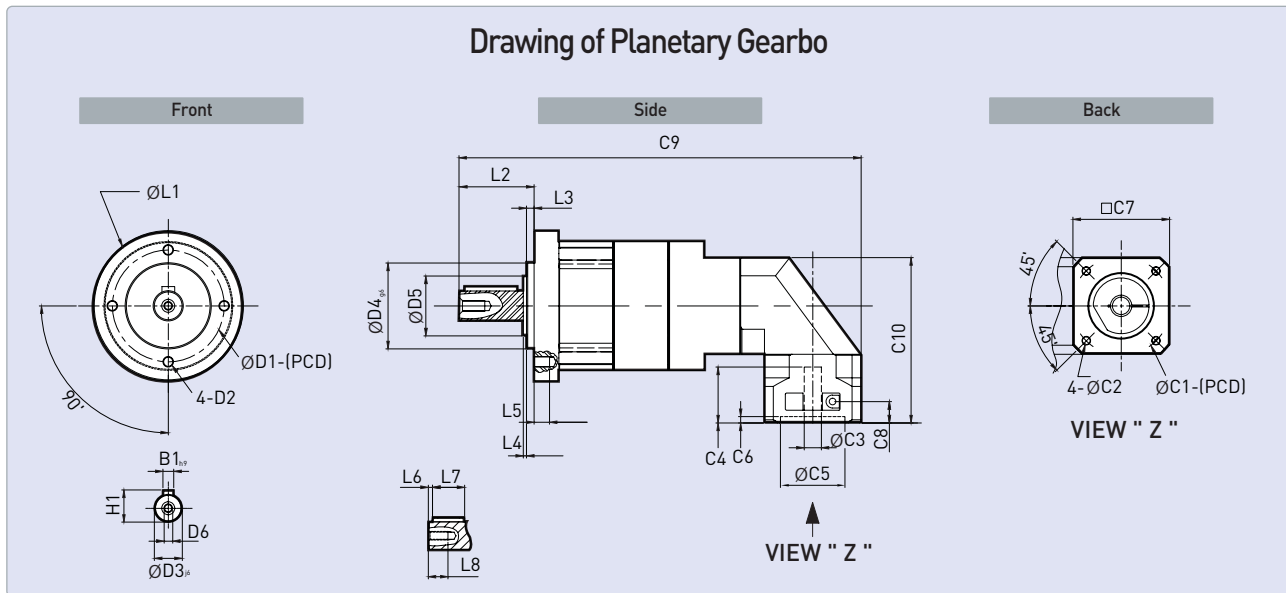 Drawing of Planetary Gearbo
Front
Side
Back
C9
L2
L3
ØL1
□C7
45'
45'
ØD4g6
ØD5
C10
ØD1-(PCD)
4-D2
90'
4-ØC2
ØC1-(PCD)
VIEW " Z "
L5
L4
C4
C6
ØC3
C8
ØC5
B1h9
H1
D6
ØD3j6
L6
L7
L8
VIEW " Z "